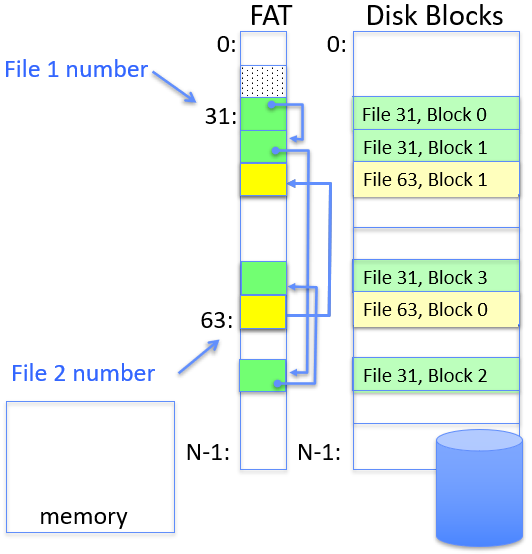 FAT
Disk Blocks
0:
0:
File 1 number
31:
File 31, Block 0
File 31, Block 1
File 63, Block 1
File 31, Block 3
63:
File 63, Block 0
File 2 number
File 31, Block 2
N-1:
N-1:
memory